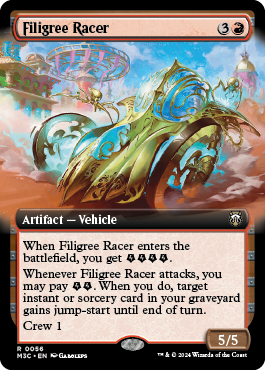 Filigree Racer 3
Artifact — Vehicle
When Filigree Racer enters the
battlefield, you get
Whenever Filigree Racer attacks, you
may pay . When you do, target
instant or sorcery card in your graveyard
gains jump-start until end of turn.
Crew 1
5/5
R 0056
M3C • EN Gaboleps
™ & © 2024 Wizards of the Coast